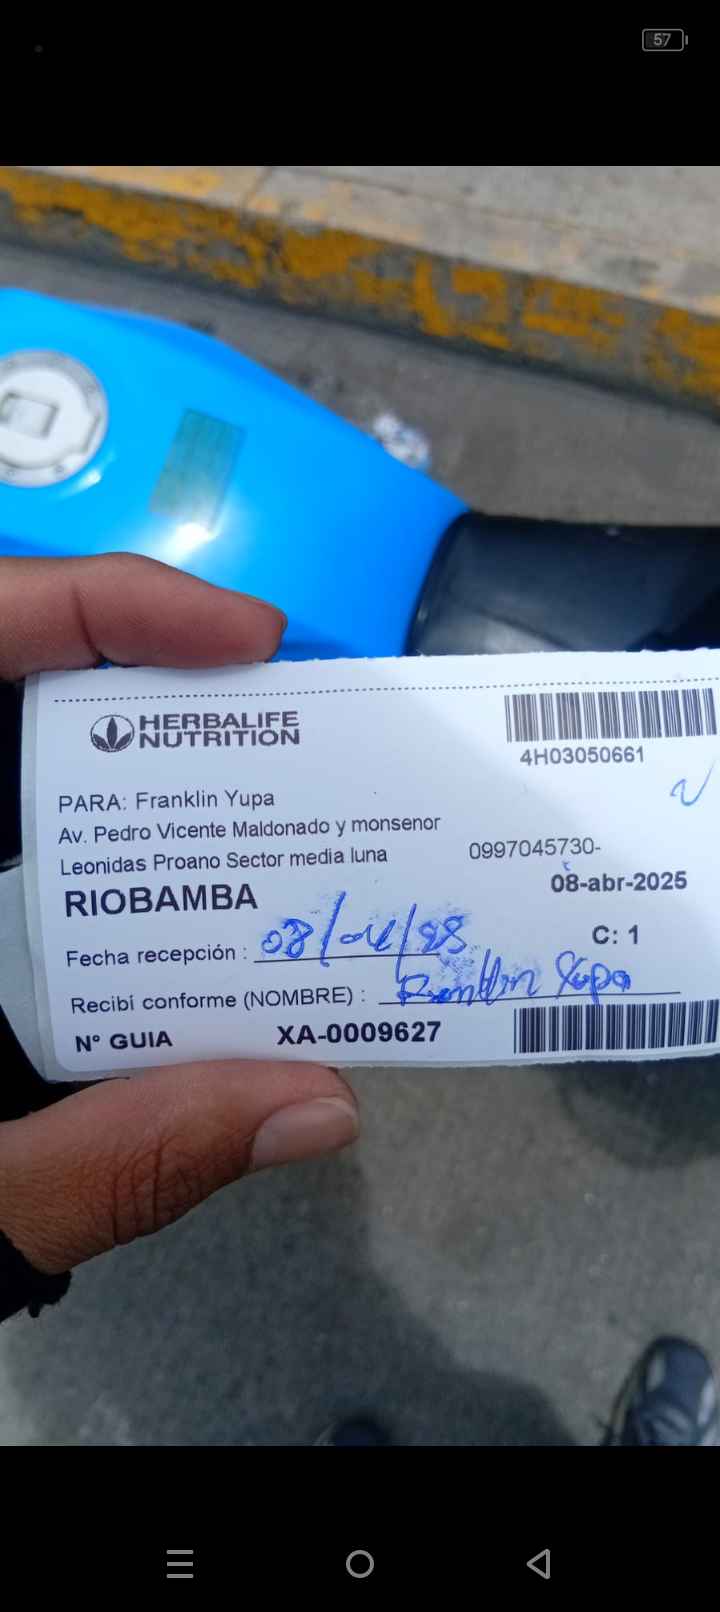 57
HERBALIFE
NUTRITION
4H03050661
PARA: Franklin Yupa
Av. Pedro Vicente Maldonado y monsenor
Leonidas Proano Sector media luna
0997045730-
RIOBAMBA
08-abr-2025
Fecha recepción : 08/04/
C: 1
Recibí conforme (NOMBRE) : Franklin Yupa
N° GUIA XA-0009627